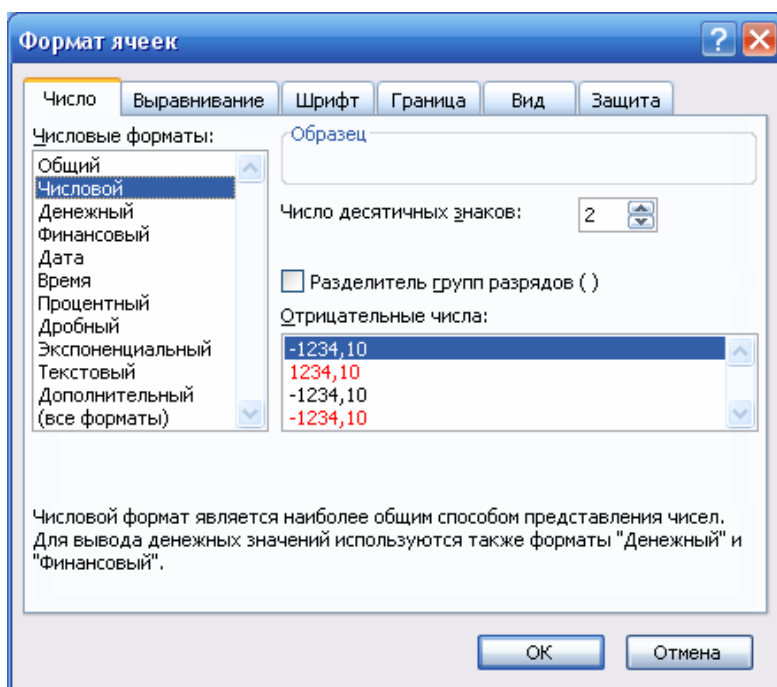 Формат ячеек
Число Выравнивание Шрифт Граница Вид Защита
Числовые форматы:
Общий
Числовой
Денежный
Финансовый
Дата
Время
Процентный
Дробный
Экспоненциальный
Текстовый
Дополнительный
(все форматы)
Образец
Число десятичных знаков: 2
Разделитель групп разрядов ( )
Отрицательные числа:
-1234,10
1234,10
-1234,10
-1234,10
Числовой формат является наиболее общим способом представления чисел.
Для вывода денежных значений используются также форматы "Денежный" и
"Финансовый".
ОК Отмена